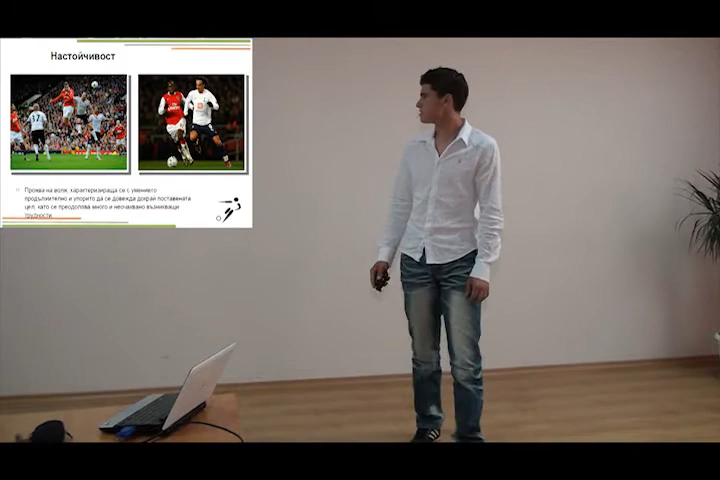 Настойчивост
Проява на воля, характеризираща се с умението
продължително и упорито да се довежда докрай поставената
цел, като се преодолява много и неочаквано възникващи
трудности